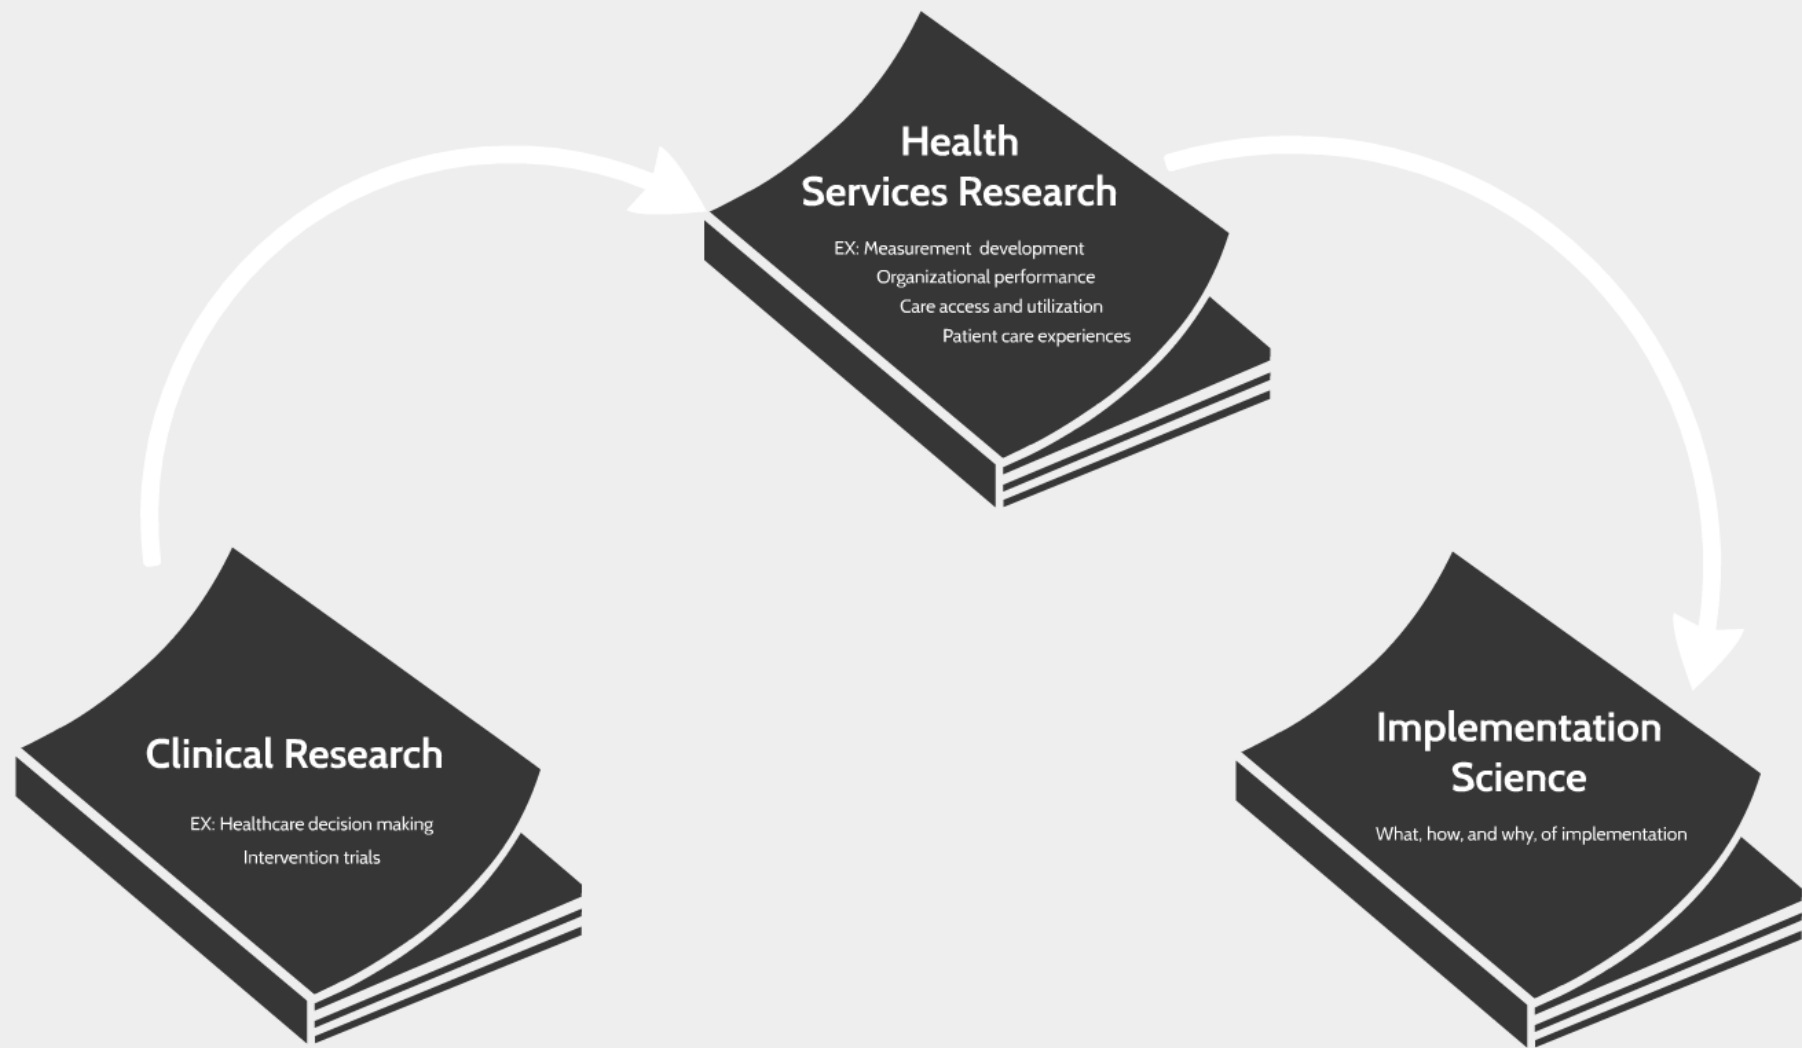 Health
Services Research
EX: Measurement development
Organizational performance
Care access and utilization
Patient care experiences
Clinical Research
EX: Healthcare decision making
Intervention trials
Implementation
Science
What, how, and why, of implementation